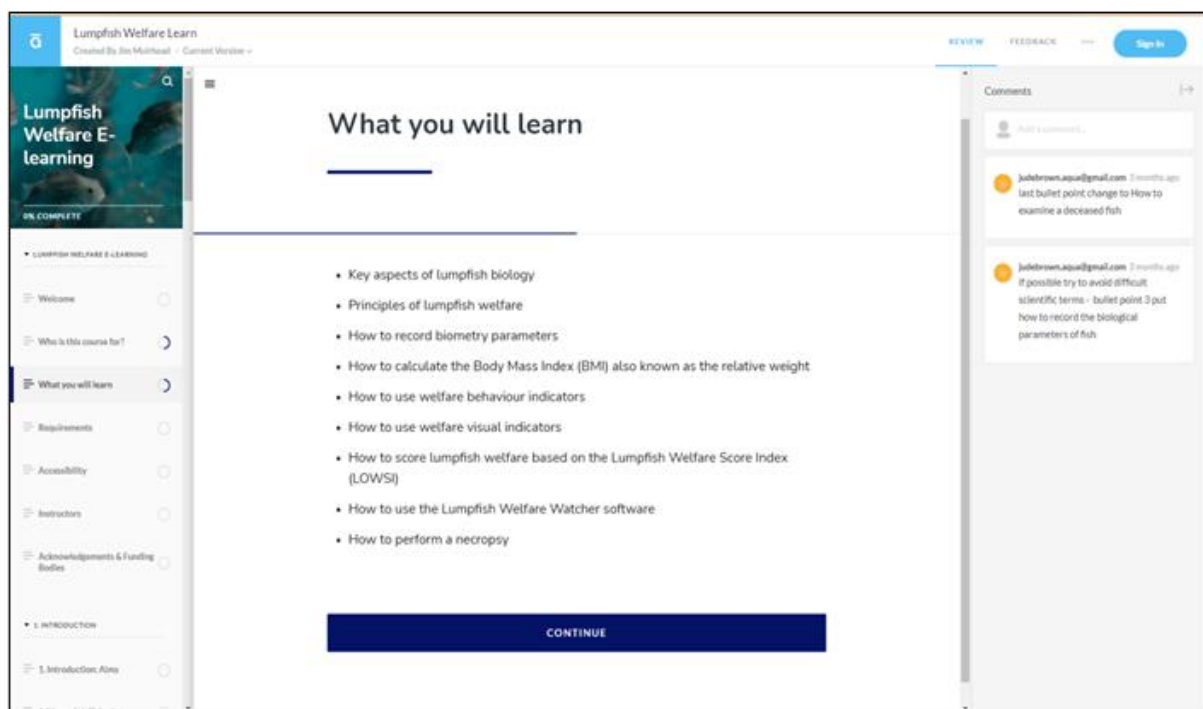 ā
Lumpfish Welfare Learn
Created By Jim Muirhead
Current Version
REVIEW
FEEDBACK
Sign In
Lumpfish
Welfare E-
learning
0% COMPLETE
LUMPFISH WELFARE E-LEARNING
Welcome
Who is this course for?
What you will learn
Requirements
Accessibility
Instructors
Acknowledgements & Funding
Bodies
1. INTRODUCTION
1. Introduction: Aims
What you will learn
• Key aspects of lumpfish biology
• Principles of lumpfish welfare
• How to record biometry parameters
• How to calculate the Body Mass Index (BMI) also known as the relative weight
• How to use welfare behaviour indicators
• How to use welfare visual indicators
• How to score lumpfish welfare based on the Lumpfish Welfare Score Index
(LOWSI)
• How to use the Lumpfish Welfare Watcher software
• How to perform a necropsy
CONTINUE
Comments
Add a comment...
judebrown.aqua@gmail.com 3 months ago
last bullet point change to How to
examine a deceased fish
judebrown.aqua@gmail.com 3 months ago
If possible try to avoid difficult
scientific terms - bullet point 3 put
how to record the biological
parameters of fish